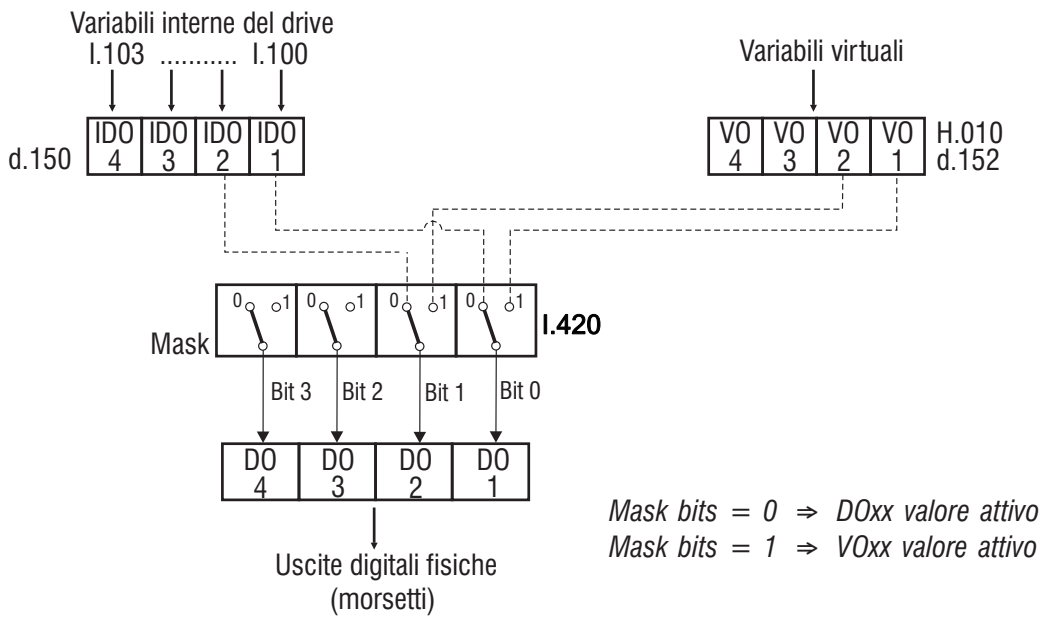 Variabili interne del drive
I.103 ........... I.100
Variabili virtuali
d.150
IDO 4
IDO 3
IDO 2
IDO 1
VO 4
VO 3
VO 2
VO 1
H.010
d.152
0 1
0 1
0 1
0 1
Mask
I.420
Bit 3
Bit 2
Bit 1
Bit 0
DO 4
DO 3
DO 2
DO 1
Uscite digitali fisiche
(morsetti)
Mask bits = 0 ⇒ DOxx valore attivo
Mask bits = 1 ⇒ VOxx valore attivo